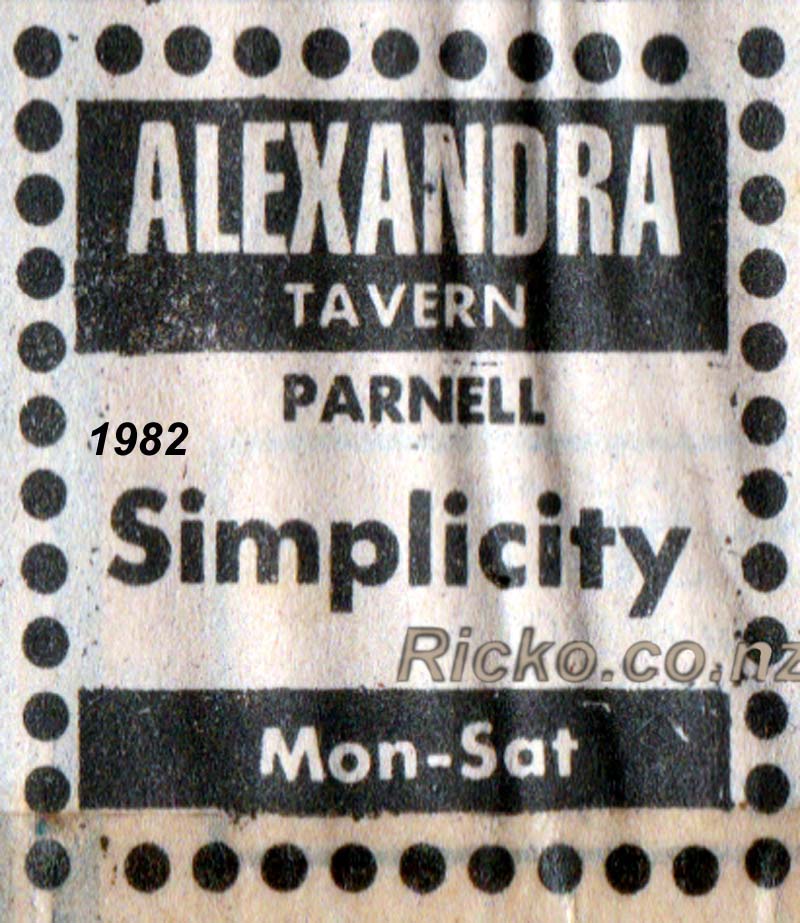 ALEXANDRA
TAVERN
PARNELL
1982
Simplicity
Ricko.co.nz
Mon-Sat